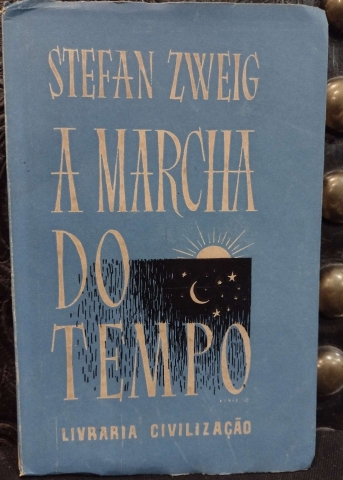 STEFAN ZWEIG
A MARCHA
DO
TEMPO
LIVRARIA CIVILIZAÇÃO